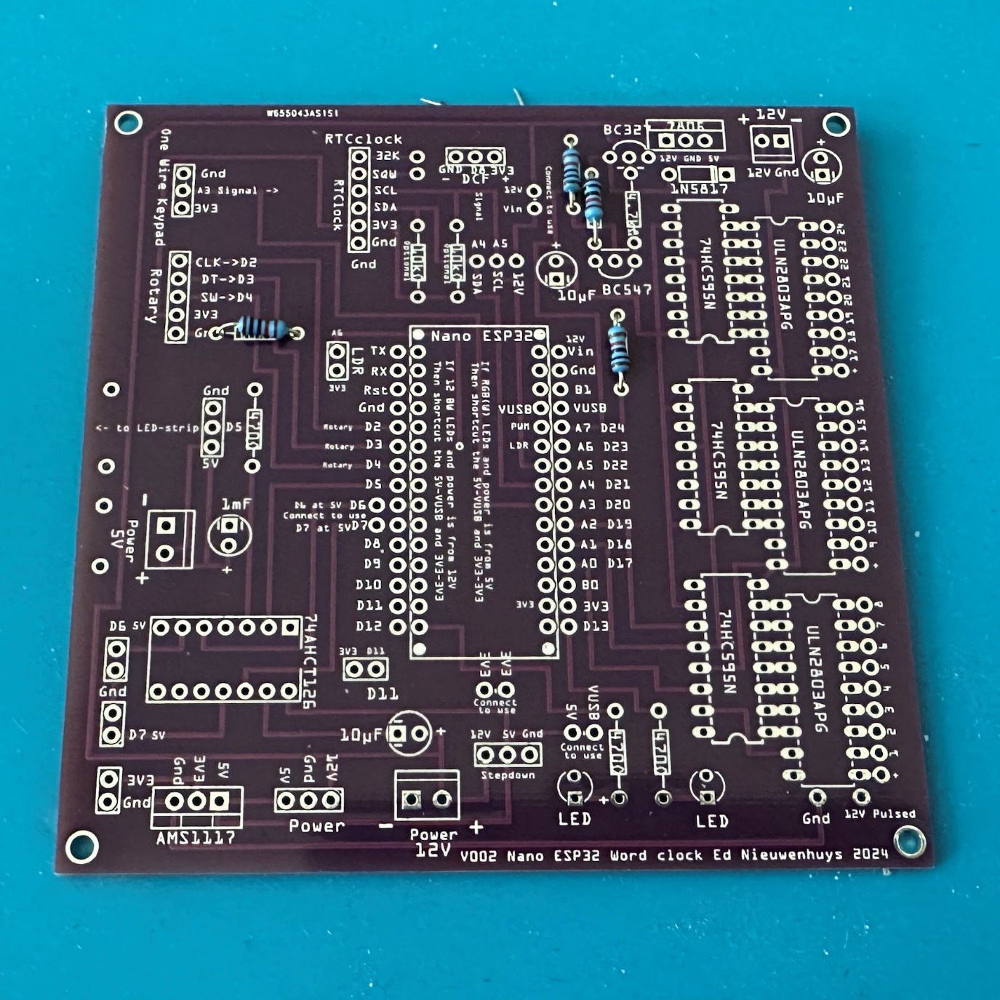 W655043AS1S1
One Wire Keypad
Gnd
A3 Signal ->
3V3
RTCclock
32K
SQW
SCL
SDA
3V3
Gnd
RTClock
Gnd
GND D8 3V3
- DCF +
Signal
12V
Vin
Connect to use
BC327
12V GND 5V
1N5817
+ 12V -
12V Gnd
+
10µF
4.7kΩ
optional
10kΩ
optional
10kΩ
A4 A5
SDA
SCL
12V
+
10µF
BC547
Rotary
CLK->D2
DT->D3
SW->D4
3V3
74HC595N
ULN2803APG
24
23
22
21
20
19
18
17
+
A6
LDR
3V3
Nano ESP32
TX
RX
Rst
Gnd
Rotary D2
Rotary D3
Rotary D4
D5
D6 at 5V D6
Connect to use
D7 at 5V D7
D8
D9
D10
D11
D12
If 12 BW LEDs and power is from 12V
Then shortcut the 5V-VUSB and 3V3-3V3
If RGB(W) LEDs and power is from 5V
Then shortcut the 5V-VUSB and 3V3-3V3
12V
Vin
Gnd
B1
VUSB VUSB
PWM A7 D24
LDR A6 D23
A5 D22
A4 D21
A3 D20
A2 D19
A1 D18
A0 D17
B0
3V3 3V3
D13
Gnd
<- to LED-strip
D5
5V
470Ω
74HC595N
ULN2803APG
16
15
14
13
12
11
10
9
+
-
Power
5V
+
1mF
+
D6 5V
Gnd
D7 5V
74AHCT126
3V3 D11
D11
3V3 3V3
Connect
to use
5V VUSB
Connect
to use
74HC595N
ULN2803APG
8
7
6
5
4
3
2
1
+
10µF +
12V 5V Gnd
Stepdown
470Ω
470Ω
LED
+
LED
3V3
Gnd
Gnd 3V3 5V
AMS1117
5V Gnd 12V
Power
- Power +
12V
Gnd
12V Pulsed
V002 Nano ESP32 Word clock Ed Nieuwenhuys 2024